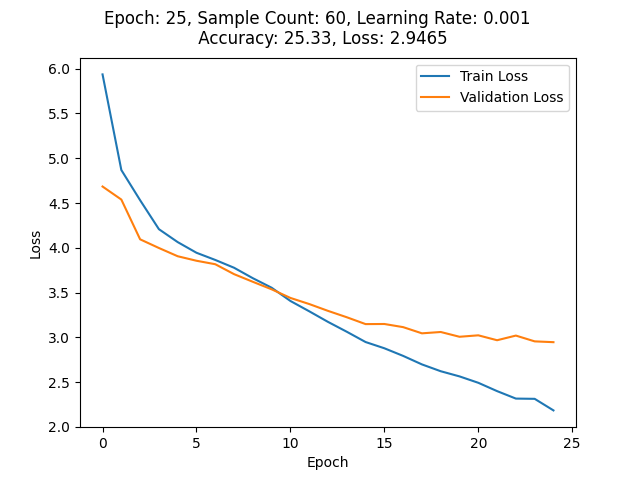 Epoch: 25, Sample Count: 60, Learning Rate: 0.001
Accuracy: 25.33, Loss: 2.9465
Train Loss
Validation Loss
6.0
5.5
5.0
4.5
4.0
3.5
3.0
2.5
2.0
Loss
0 5 10 15 20 25
Epoch